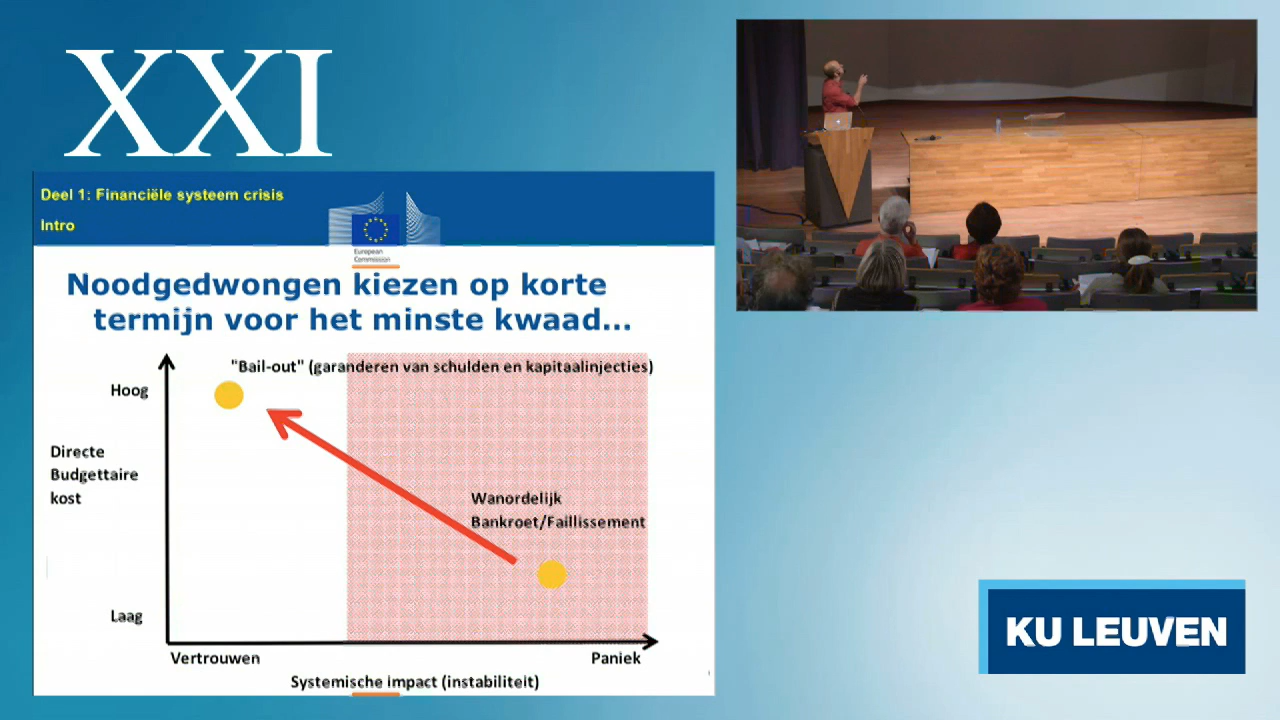 XXI
Deel 1: Financiële systeem crisis
Intro
European
Commission
Noodgedwongen kiezen op korte
termijn voor het minste kwaad...
"Bail-out" (garanderen van schulden en kapitaalinjecties)
Hoog
Directe
Budgettaire
kost
Wanordelijk
Bankroet/Faillissement
Laag
Vertrouwen
Paniek
Systemische impact (instabiliteit)
KU LEUVEN